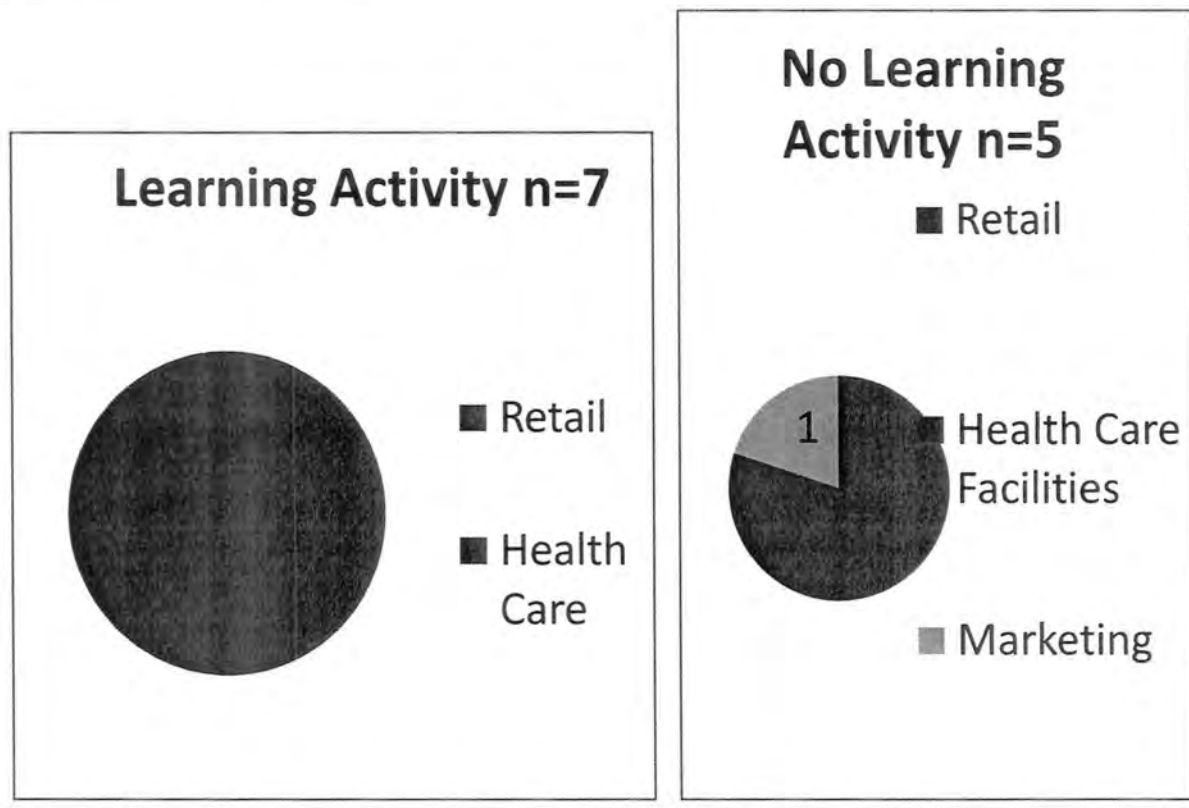 Learning Activity n=7
Retail
Health
Care
No Learning
Activity n=5
Retail
1
Health Care
Facilities
Marketing